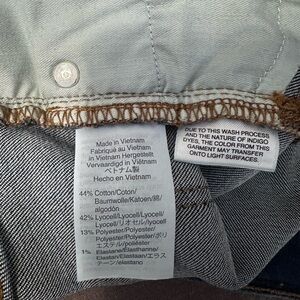 Made in Vietnam
Fabriqué au Vietnam
in Vietnam Hergestellt
Vervaardigd in Vietnam
ベトナム製
Hecho en Vietnam
44% Cotton/Coton/
Baumwolle/Katoen/綿/
algodón
42% Lyocell/Lyocell/Lyocell/
Lyocell/リオセル/lyocell
13% Polyester/Polyester/
Polyester/Polyester/ポリ
エステル/poliéster
1% Elastane/Élasthanne/
Elasthan/Elastaan/エラス
テーン/elastano
DUE TO THIS WASH PROCESS
AND THE NATURE OF INDIGO
DYES, THE COLOR FROM THIS
GARMENT MAY TRANSFER
ONTO LIGHT SURFACES.